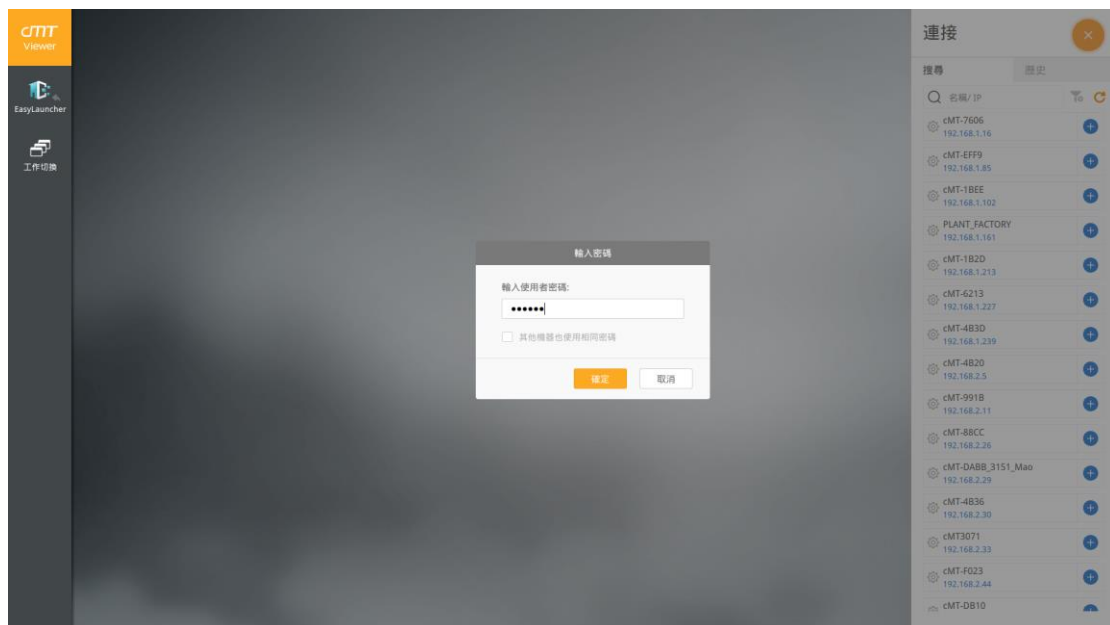 cmT
Viewer
EasyLauncher
工作切換
輸入密碼
輸入使用者密碼:
••••••
其他機器也使用相同密碼
確定
取消
連接
搜尋
歷史
名稱/ IP
cMT-7606
192.168.1.16
cMT-EFF9
192.168.1.85
cMT-1BEE
192.168.1.102
PLANT_FACTORY
192.168.1.161
cMT-1B2D
192.168.1.213
cMT-6213
192.168.1.227
cMT-4B3D
192.168.1.239
cMT-4B20
192.168.2.5
cMT-991B
192.168.2.11
cMT-88CC
192.168.2.26
cMT-DABB_3151_Mao
192.168.2.29
cMT-4B36
192.168.2.30
cMT3071
192.168.2.33
cMT-F023
192.168.2.44
cMT-DB10